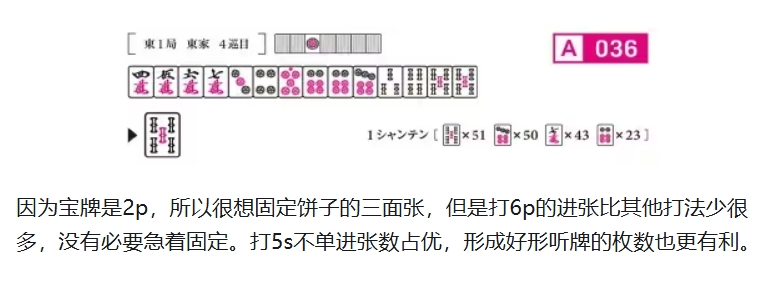 [ 東1局 東家 4巡目 ]
A 036
1シャンテン [ ×51 ×50 ×43 ×23 ]
因为宝牌是2p，所以很想固定饼子的三面张，但是打6p的进张比其他打法少很
多，没有必要急着固定。打5s不单进张数占优，形成好形听牌的枚数也更有利。